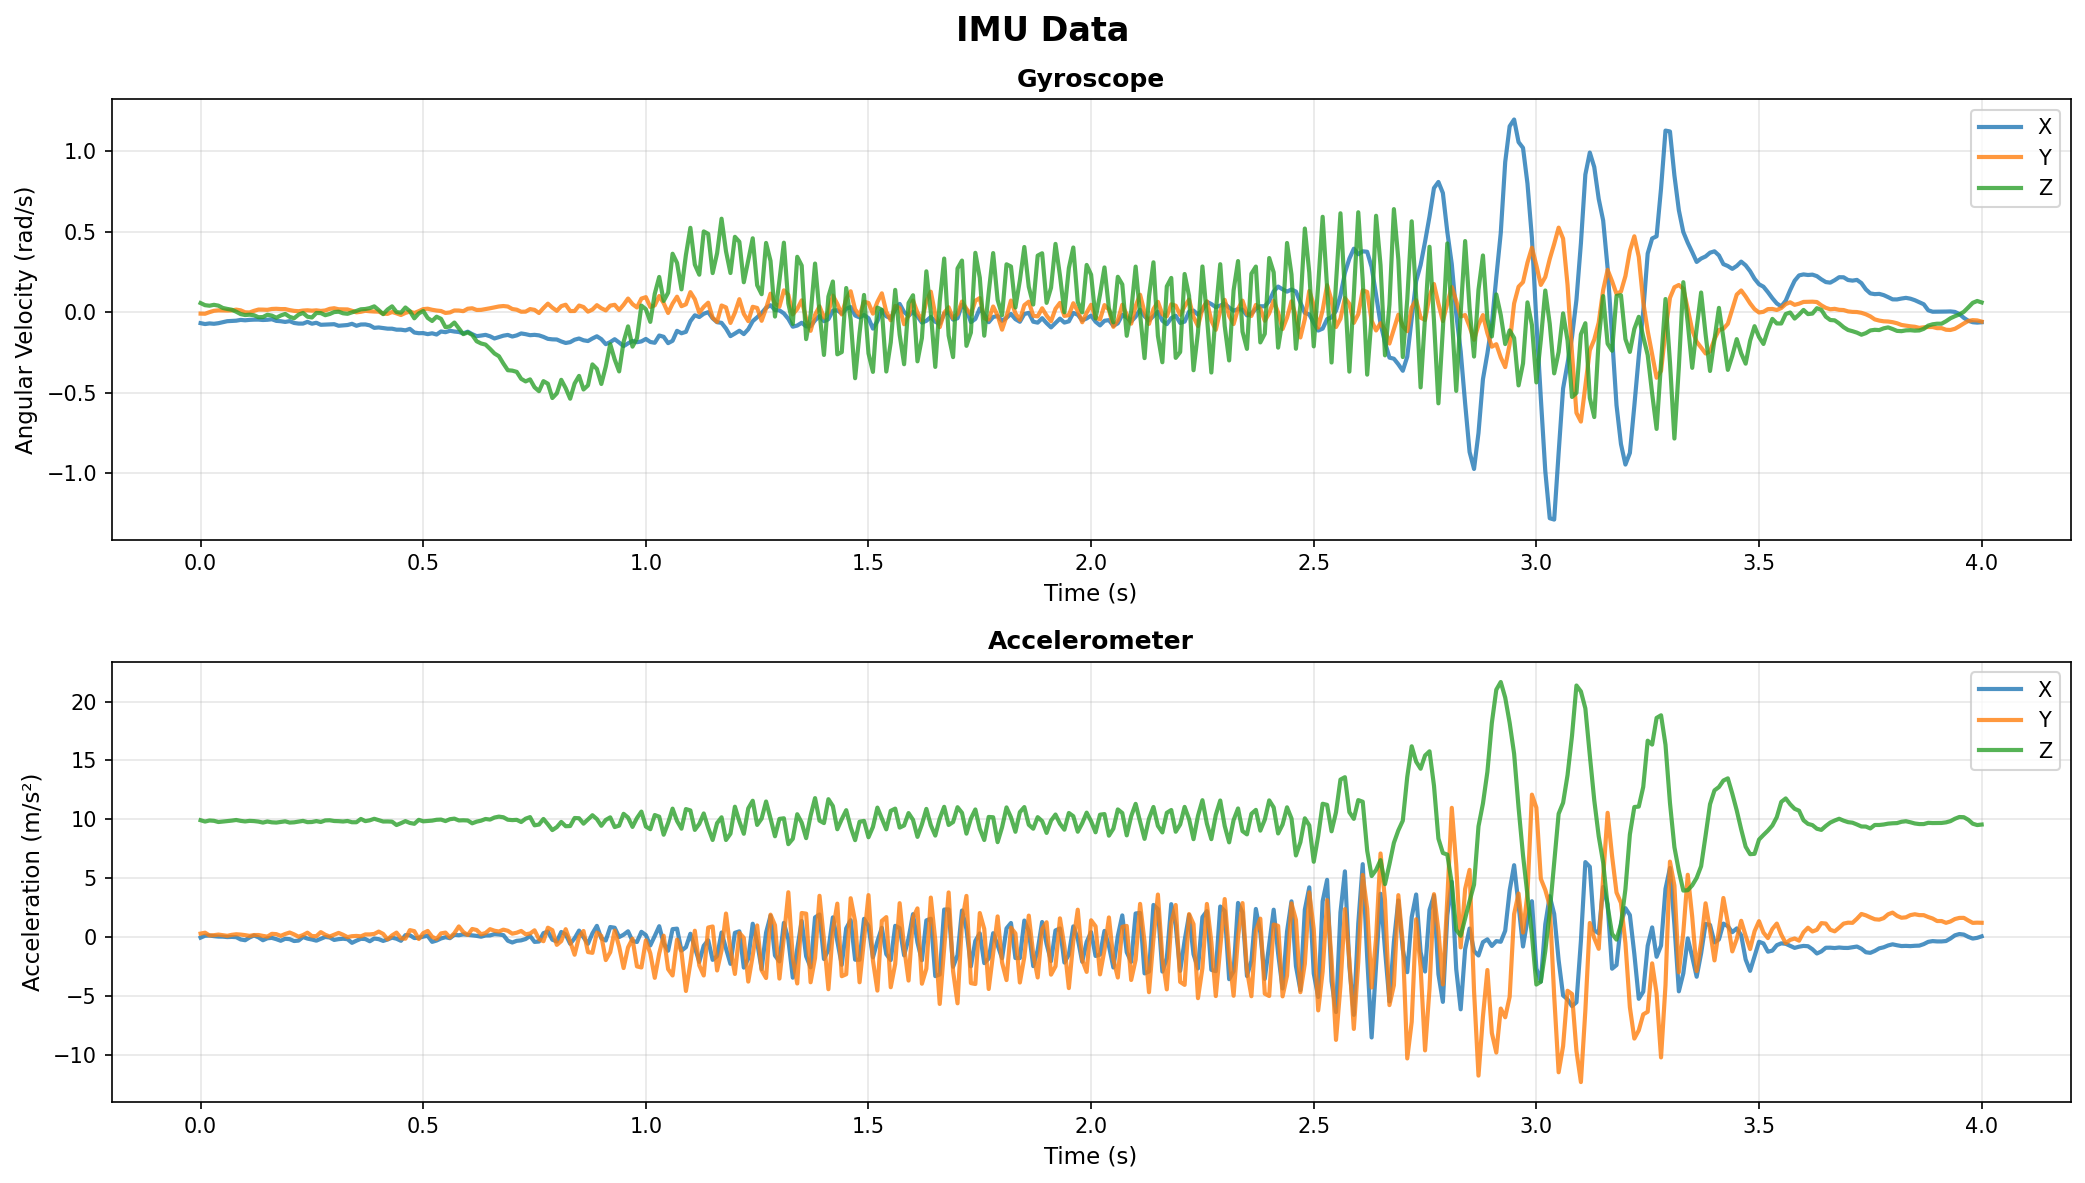 IMU Data
Gyroscope
Angular Velocity (rad/s)
1.0
0.5
0.0
−0.5
−1.0
X
Y
Z
0.0 0.5 1.0 1.5 2.0 2.5 3.0 3.5 4.0
Time (s)
Accelerometer
Acceleration (m/s²)
20
15
10
5
0
−5
−10
X
Y
Z
0.0 0.5 1.0 1.5 2.0 2.5 3.0 3.5 4.0
Time (s)